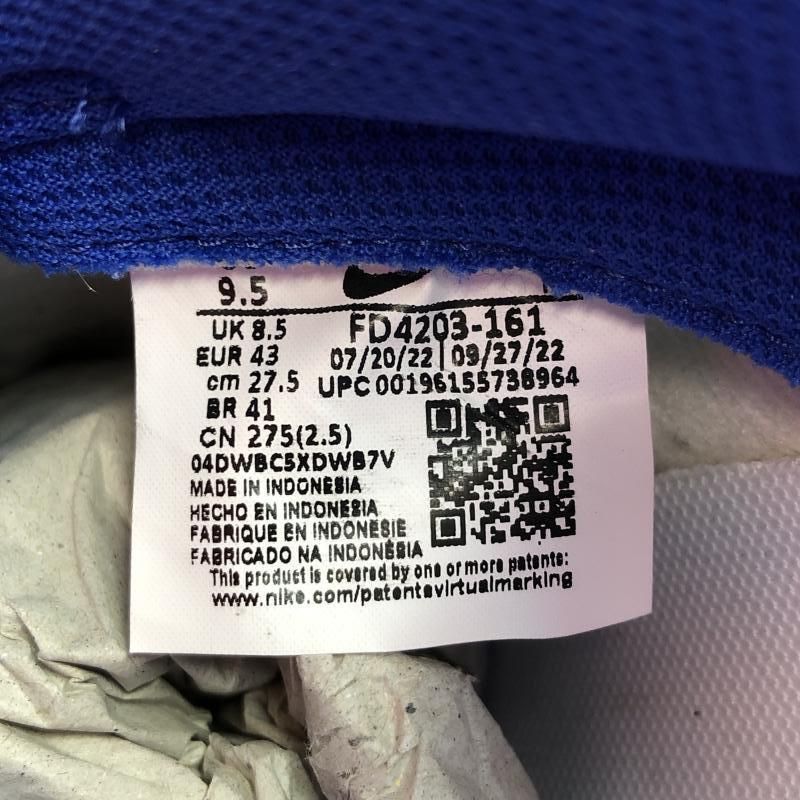 9.5
UK 8.5 FD4203-161
EUR 43 07/20/22 | 09/27/22
cm 27.5 UPC 00196155738964
BR 41
CN 275(2.5)
04DWBC5XDWB7V
MADE IN INDONESIA
HECHO EN INDONESIA
FABRIQUE EN INDONESIE
FABRICADO NA INDONÉSIA
This product is covered by one or more patents:
www.nike.com/patentsvirtualmarking